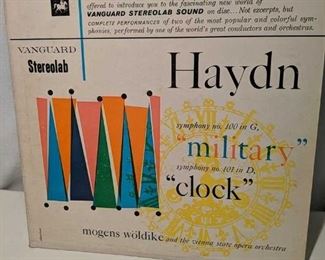 offered to introduce you to the fascinating new world of
VANGUARD STEREOLAB SOUND on disc... Not excerpts, but
COMPLETE PERFORMANCES of two of the most popular and colorful sym-
phonies, performed by one of the world's great conductors and orchestras.
VANGUARD
Stereolab
Haydn
symphony no. 100 in G,
"military"
symphony no. 101 in D,
"clock"
mogens wöldike and the vienna state opera orchestra